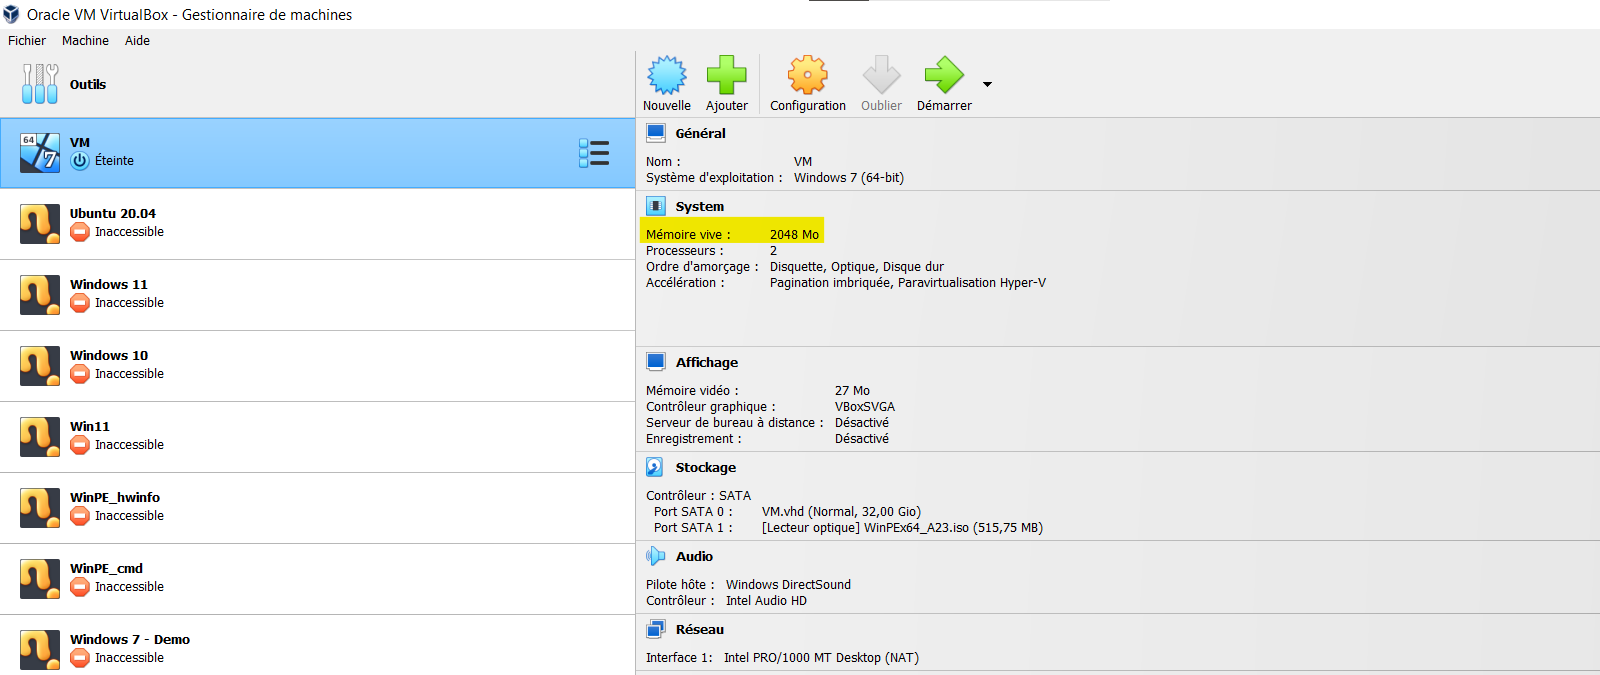 Oracle VM VirtualBox - Gestionnaire de machines
Fichier Machine Aide
Outils
64
7
VM
Éteinte
Ubuntu 20.04
Inaccessible
Windows 11
Inaccessible
Windows 10
Inaccessible
Win11
Inaccessible
WinPE_hwinfo
Inaccessible
WinPE_cmd
Inaccessible
Windows 7 - Demo
Inaccessible
Nouvelle Ajouter Configuration Oublier Démarrer
Général
Nom : VM
Système d'exploitation : Windows 7 (64-bit)
System
Mémoire vive : 2048 Mo
Processeurs : 2
Ordre d'amorçage : Disquette, Optique, Disque dur
Accélération : Pagination imbriquée, Paravirtualisation Hyper-V
Affichage
Mémoire vidéo : 27 Mo
Contrôleur graphique : VBoxSVGA
Serveur de bureau à distance : Désactivé
Enregistrement : Désactivé
Stockage
Contrôleur : SATA
Port SATA 0 : VM.vhd (Normal, 32,00 Gio)
Port SATA 1 : [Lecteur optique] WinPEx64_A23.iso (515,75 MB)
Audio
Pilote hôte : Windows DirectSound
Contrôleur : Intel Audio HD
Réseau
Interface 1: Intel PRO/1000 MT Desktop (NAT)